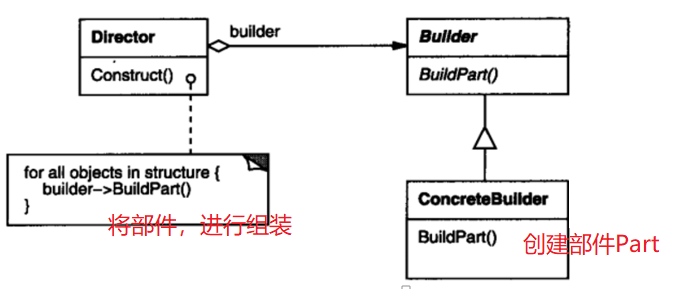 Director
Construct()
builder
Builder
BuildPart()
for all objects in structure {
builder->BuildPart()
}
将部件，进行组装
ConcreteBuilder
BuildPart()
创建部件Part